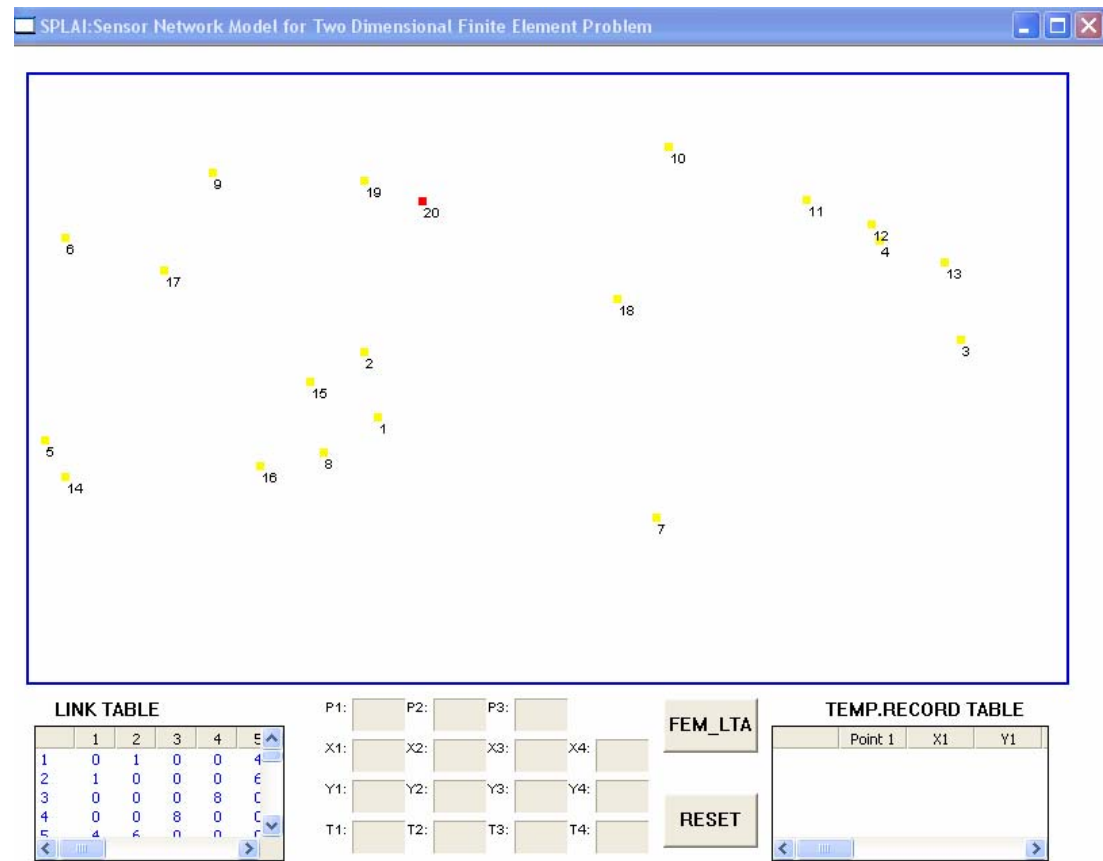 SPLAI:Sensor Network Model for Two Dimensional Finite Element Problem
10
9
19
20
11
6
12
4
17
13
18
2
3
15
1
5
8
16
14
7
LINK TABLE
1 2 3 4 5
1 0 1 0 0 4
2 1 0 0 0 6
3 0 0 0 8
4 0 0 8 0
5 4 6 0 0
P1: P2: P3:
X1: X2: X3: X4:
Y1: Y2: Y3: Y4:
T1: T2: T3: T4:
FEM_LTA
RESET
TEMP.RECORD TABLE
Point 1 X1 Y1